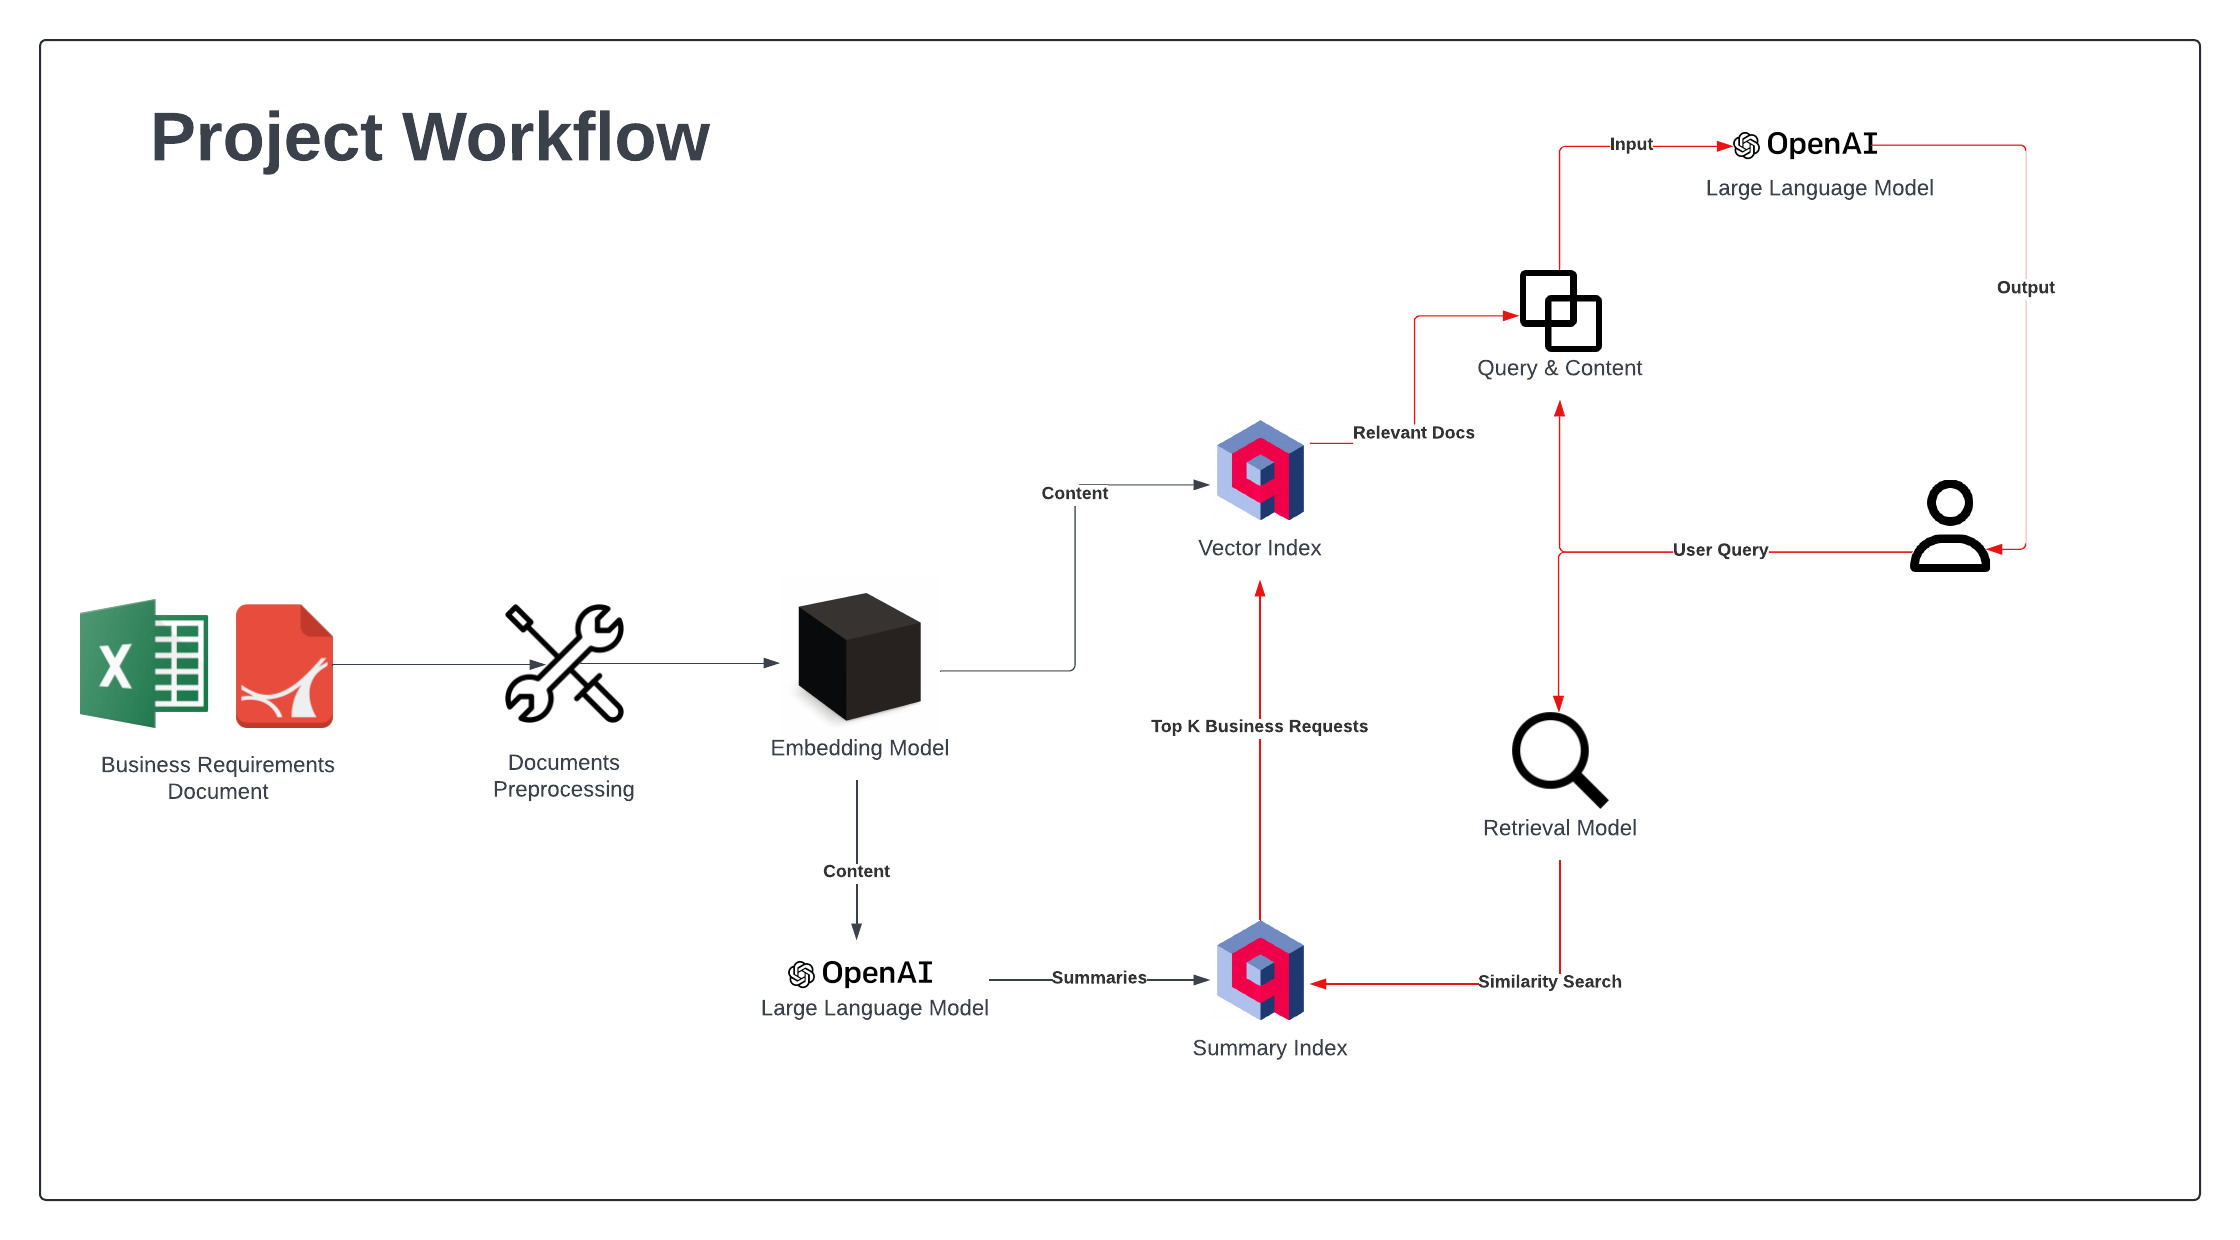 Project Workflow
Input
OpenAI
Large Language Model
Output
Query & Content
Relevant Docs
Content
Vector Index
User Query
X
Business Requirements
Document
Documents
Preprocessing
Embedding Model
Top K Business Requests
Retrieval Model
Content
OpenAI
Large Language Model
Summaries
Similarity Search
Summary Index